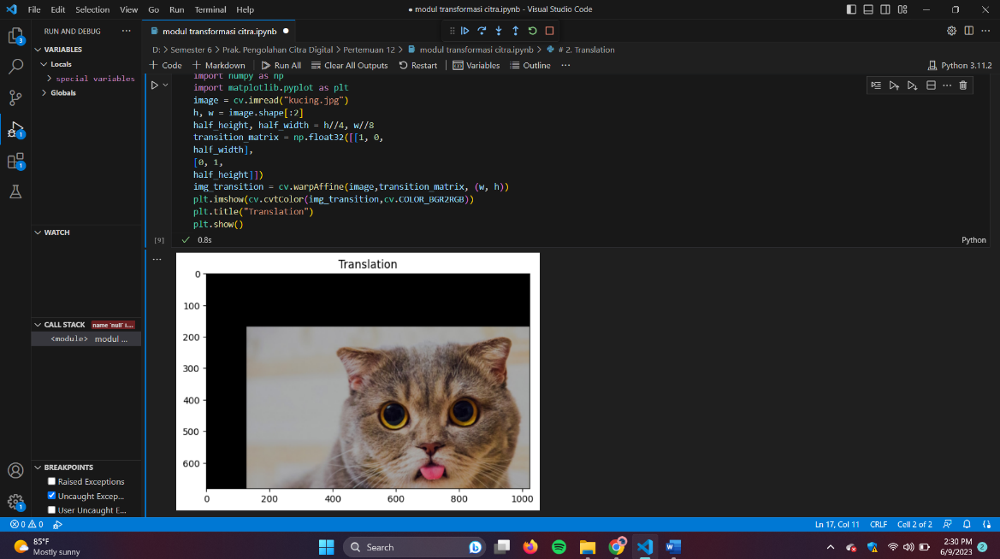 File Edit Selection View Go Run Terminal Help
● modul transformasi citra.ipynb - Visual Studio Code
3
1
1
1
RUN AND DEBUG ...
VARIABLES
Locals
special variables
Globals
WATCH
CALL STACK name 'null' i...
<module> modul ...
BREAKPOINTS
Raised Exceptions
Uncaught Excep...
User Uncaught E...
modul transformasi citra.ipynb ●
D: > Semester 6 > Prak. Pengolahan Citra Digital > Pertemuan 12 > modul transformasi citra.ipynb > # 2. Translation
+ Code + Markdown Run All Clear All Outputs Restart Variables Outline ... Python 3.11.2
import numpy as np
import matplotlib.pyplot as plt
image = cv.imread("kucing.jpg")
h, w = image.shape[:2]
half_height, half_width = h//4, w//8
transition_matrix = np.float32([[1, 0,
half_width],
[0, 1,
half_height]])
img_transition = cv.warpAffine(image,transition_matrix, (w, h))
plt.imshow(cv.cvtColor(img_transition,cv.COLOR_BGR2RGB))
plt.title("Translation")
plt.show()
[9] ✓ 0.8s Python
...
Translation
0
100
200
300
400
500
600
0 200 400 600 800 1000
0 0 Ln 17, Col 11 CRLF Cell 2 of 2
85°F
Mostly sunny
Search
2:30 PM
6/9/2023
2